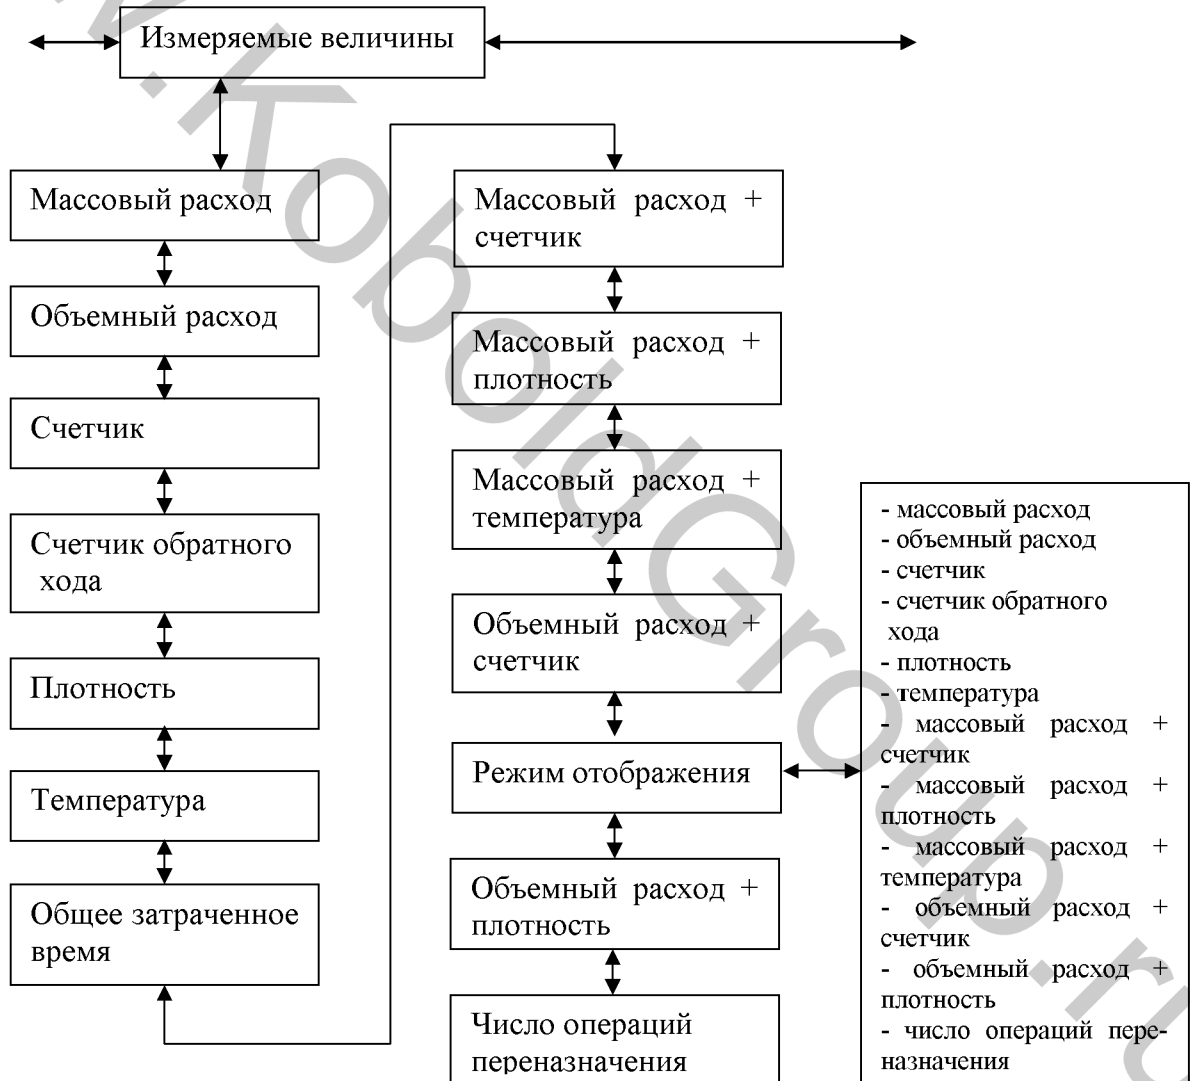 Измеряемые величины
Массовый расход
Объемный расход
Счетчик
Счетчик обратного
хода
Плотность
Температура
Общее затраченное
время
Массовый расход +
счетчик
Массовый расход +
плотность
Массовый расход +
температура
Объемный расход +
счетчик
Режим отображения
Объемный расход +
плотность
Число операций
переназначения
- массовый расход
- объемный расход
- счетчик
- счетчик обратного
хода
- плотность
- температура
- массовый расход +
счетчик
- массовый расход +
плотность
- массовый расход +
температура
- объемный расход +
счетчик
- объемный расход +
плотность
- число операций пере-
назначения
w.KoboldGroup.ru